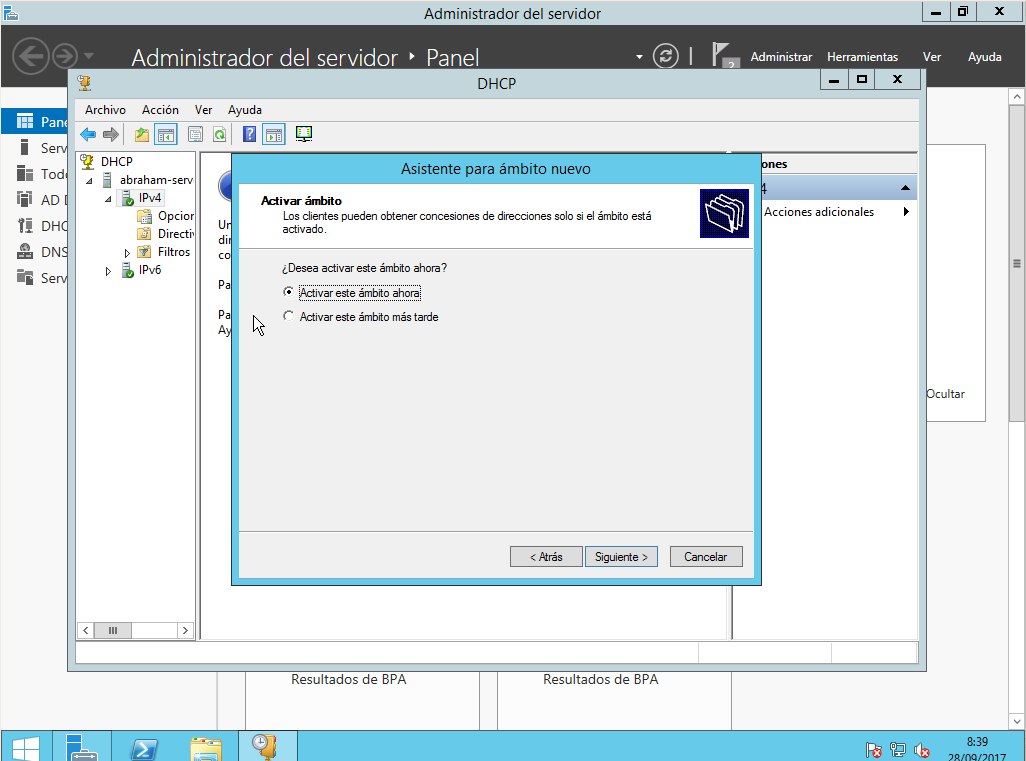 Administrador del servidor
Administrador del servidor
Panel
2
Administrar
Herramientas
Ver
Ayuda
DHCP
Archivo
Acción
Ver
Ayuda
Pane
Serv
Todo
AD D
DHC
DNS
Serv
DHCP
abraham-serv
IPv4
Opcior
Directiv
Filtros
IPv6
Un
dir
co
Pa
Pa
Ay
ones
4
Acciones adicionales
Asistente para ámbito nuevo
Activar ámbito
Los clientes pueden obtener concesiones de direcciones solo si el ámbito está
activado.
¿Desea activar este ámbito ahora?
Activar este ámbito ahora
Activar este ámbito más tarde
< Atrás
Siguiente >
Cancelar
Ocultar
Resultados de BPA
Resultados de BPA
8:39
28/09/2017